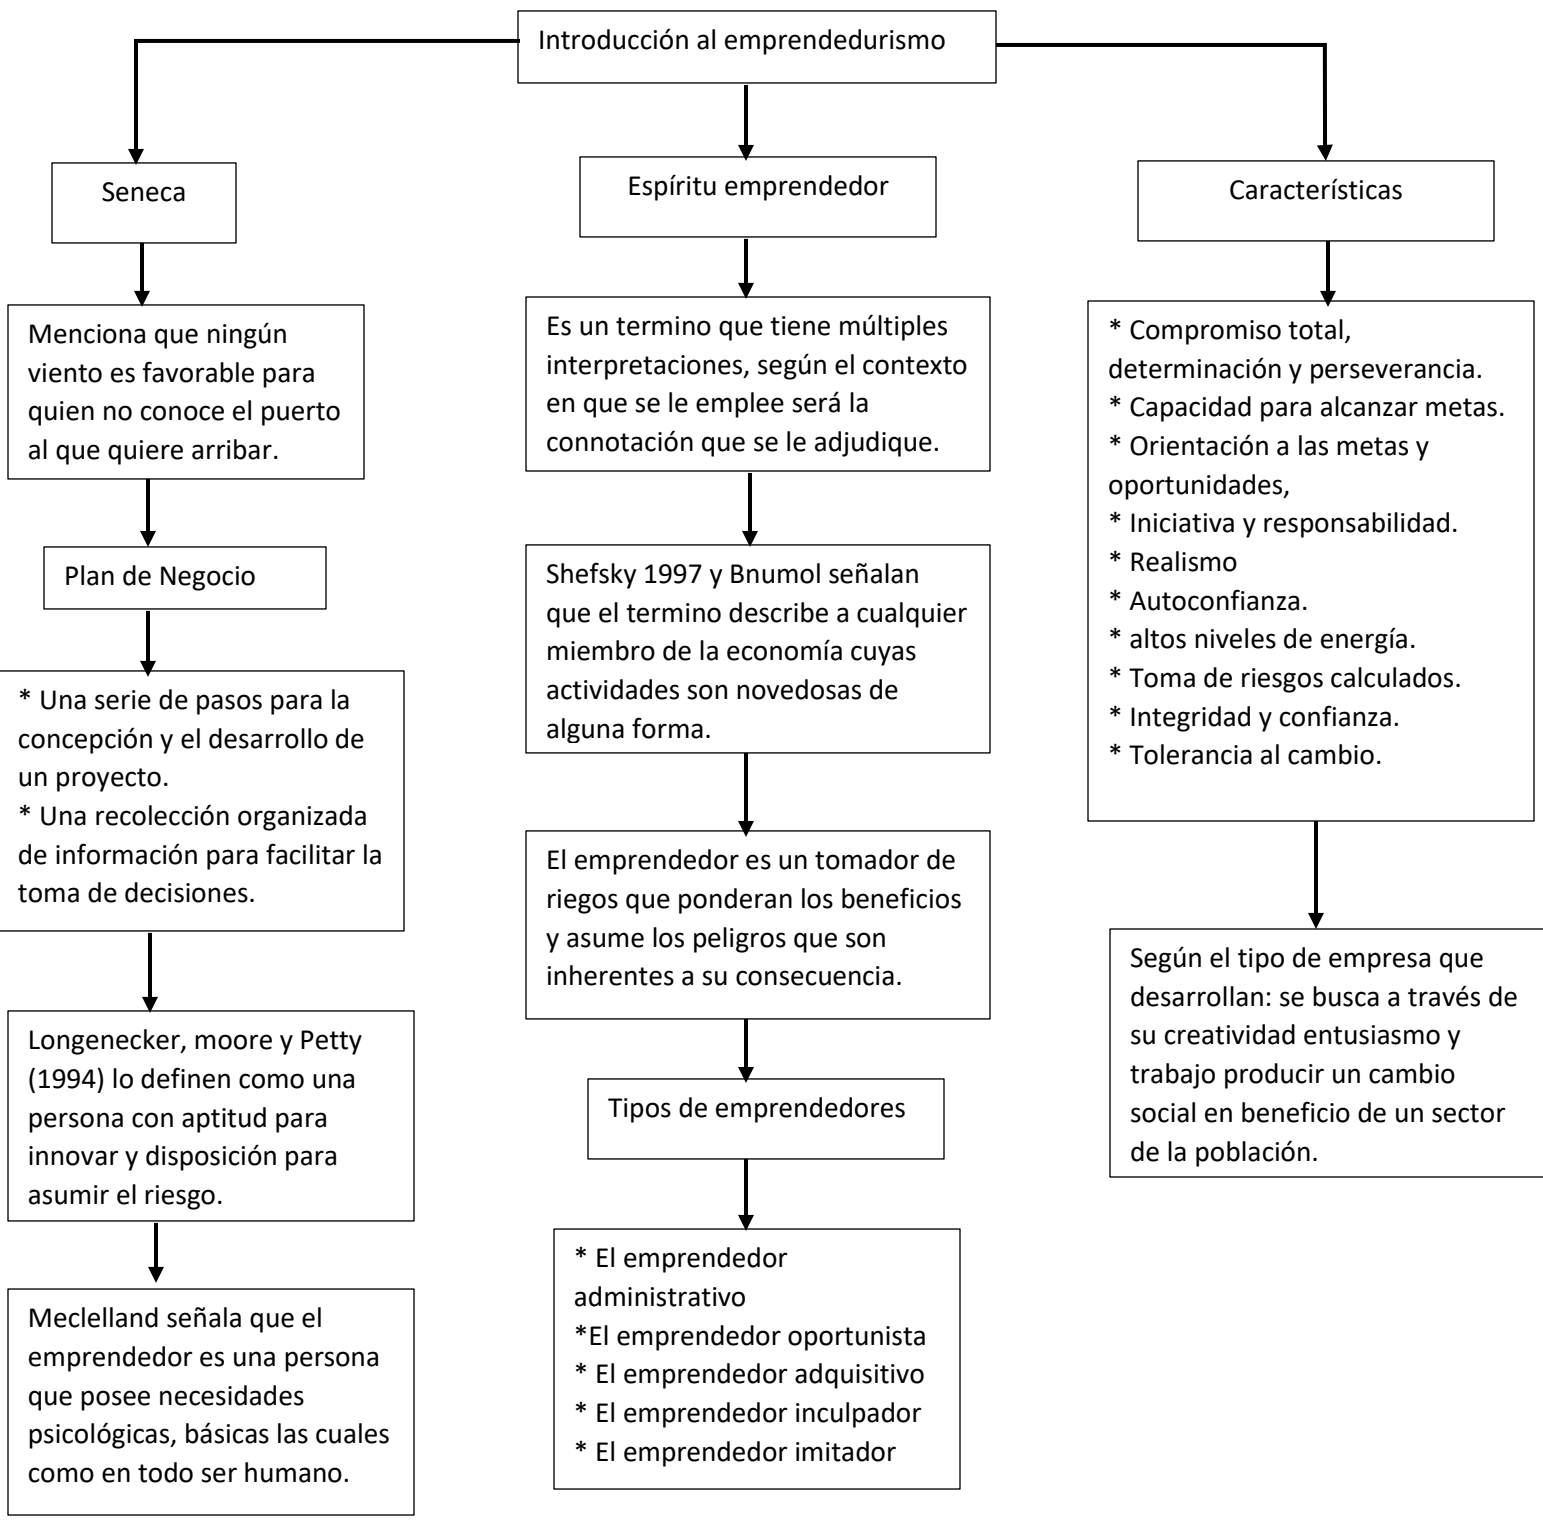 Introducción al emprendedurismo
Seneca
Menciona que ningún
viento es favorable para
quien no conoce el puerto
al que quiere arribar.
Plan de Negocio
* Una serie de pasos para la
concepción y el desarrollo de
un proyecto.
* Una recolección organizada
de información para facilitar la
toma de decisiones.
Longenecker, moore y Petty
(1994) lo definen como una
persona con aptitud para
innovar y disposición para
asumir el riesgo.
Meclelland señala que el
emprendedor es una persona
que posee necesidades
psicológicas, básicas las cuales
como en todo ser humano.
Espíritu emprendedor
Es un termino que tiene múltiples
interpretaciones, según el contexto
en que se le emplee será la
connotación que se le adjudique.
Shefsky 1997 y Bnumol señalan
que el termino describe a cualquier
miembro de la economía cuyas
actividades son novedosas de
alguna forma.
El emprendedor es un tomador de
riegos que ponderan los beneficios
y asume los peligros que son
inherentes a su consecuencia.
Tipos de emprendedores
* El emprendedor
administrativo
*El emprendedor oportunista
* El emprendedor adquisitivo
* El emprendedor inculpador
* El emprendedor imitador
Característicras
* Compromiso total,
determinación y perseverancia.
* Capacidad para alcanzar metas.
* Orientación a las metas y
oportunidades,
* Iniciativa y responsabilidad.
* Realismo
* Autoconfianza.
* altos niveles de energía.
* Toma de riesgos calculados.
* Integridad y confianza.
* Tolerancia al cambio.
Según el tipo de empresa que
desarrollan: se busca a través de
su creatividad entusiasmo y
trabajo producir un cambio
social en beneficio de un sector
de la población.